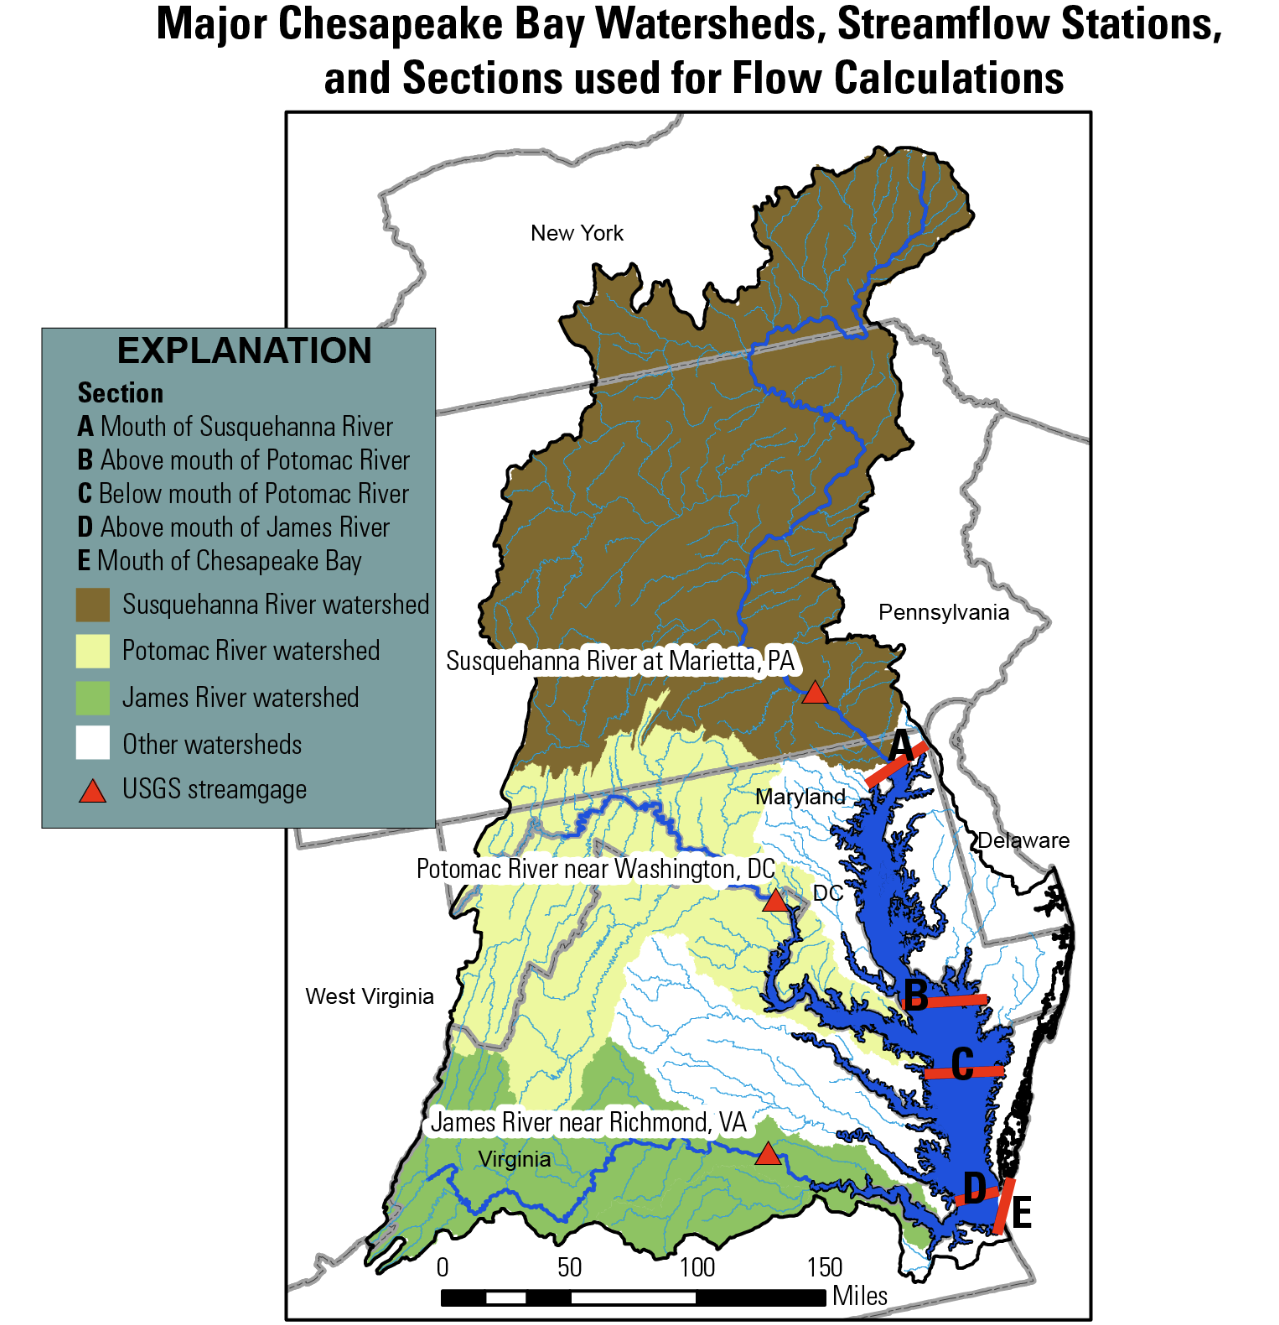 Major Chesapeake Bay Watersheds, Streamflow Stations,
and Sections used for Flow Calculations
New York
EXPLANATION
Section
A Mouth of Susquehanna River
B Above mouth of Potomac River
C Below mouth of Potomac River
D Above mouth of James River
E Mouth of Chesapeake Bay
Susquehanna River watershed
Potomac River watershed
James River watershed
Other watersheds
USGS streamgage
Pennsylvania
Susquehanna River at Marietta, PA
A
Maryland
Delaware
Potomac River near Washington, DC
DC
West Virginia
B
C
James River near Richmond, VA
Virginia
D
E
0 50 100 150
Miles